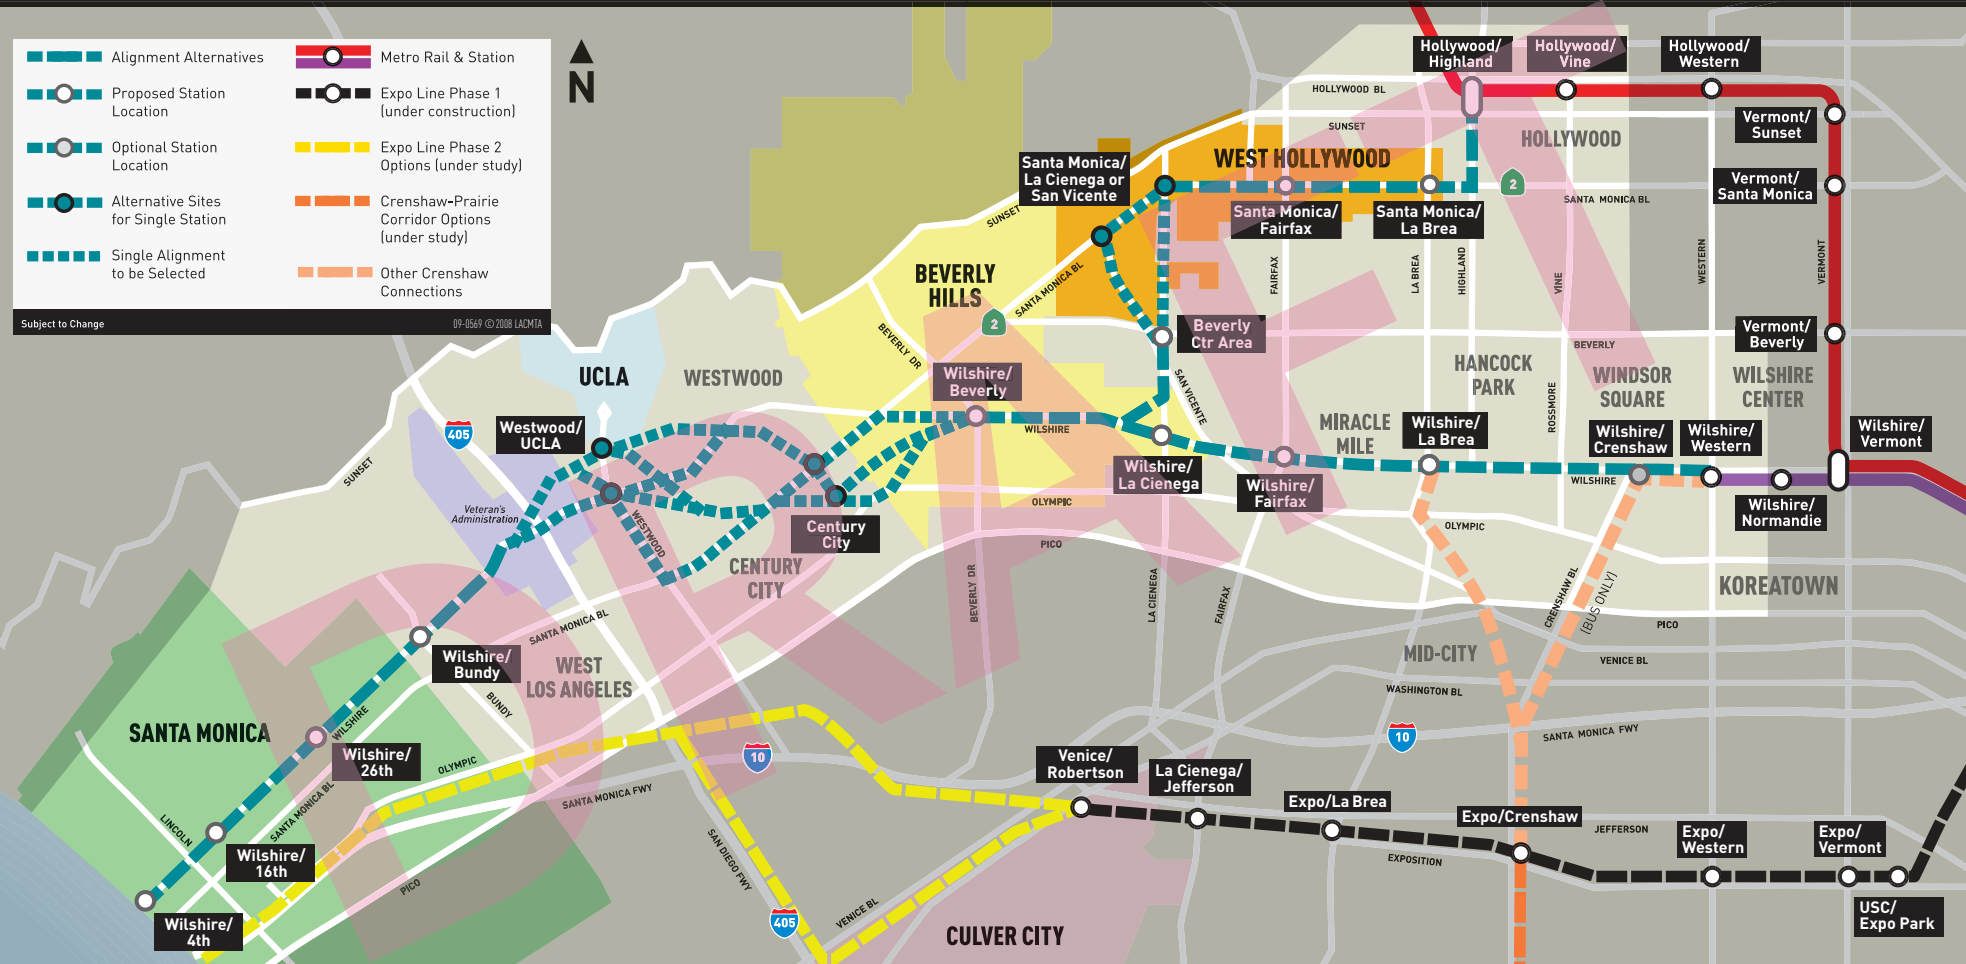 Alignment Alternatives
Proposed Station
Location
Optional Station
Location
Alternative Sites
for Single Station
Single Alignment
to be Selected
Metro Rail & Station
Expo Line Phase 1
(under construction)
Expo Line Phase 2
Options (under study)
Crenshaw-Prairie
Corridor Options
(under study)
Other Crenshaw
Connections
Subject to Change
09-0569 © 2008 LACMTA
N
DRAFT
Hollywood/
Highland
Hollywood/
Vine
Hollywood/
Western
HOLLYWOOD BL
SUNSET
HOLLYWOOD
Vermont/
Sunset
WEST HOLLYWOOD
Santa Monica/
La Cienega or
San Vicente
2
Vermont/
Santa Monica
SANTA MONICA BL
SUNSET
Santa Monica/
Fairfax
Santa Monica/
La Brea
BEVERLY
HILLS
SANTA MONICA BL
FAIRFAX
LA BREA
HIGHLAND
VINE
WESTERN
VERMONT
2
BEVERLY DR
Beverly
Ctr Area
BEVERLY
Vermont/
Beverly
UCLA
WESTWOOD
Wilshire/
Beverly
SAN VICENTE
HANCOCK
PARK
WINDSOR
SQUARE
WILSHIRE
CENTER
ROSSMORE
405
Westwood/
UCLA
WILSHIRE
MIRACLE
MILE
Wilshire/
La Brea
Wilshire/
Crenshaw
Wilshire/
Western
Wilshire/
Vermont
SUNSET
Wilshire/
La Cienega
Wilshire/
Fairfax
WILSHIRE
Wilshire/
Normandie
Veteran's
Administration
WESTWOOD
Century
City
OLYMPIC
OLYMPIC
PICO
CENTURY
CITY
BEVERLY DR
LA CIENEGA
FAIRFAX
CRENSHAW BL
(BUS ONLY)
KOREATOWN
PICO
SANTA MONICA BL
Wilshire/
Bundy
WEST
LOS ANGELES
BUNDY
MID-CITY
VENICE BL
WASHINGTON BL
SANTA MONICA
WILSHIRE
Wilshire/
26th
OLYMPIC
10
10
SANTA MONICA FWY
Venice/
Robertson
La Cienega/
Jefferson
SANTA MONICA FWY
SANTA MONICA BL
LINCOLN
Expo/La Brea
Expo/Crenshaw
JEFFERSON
Expo/
Western
Expo/
Vermont
Wilshire/
16th
PICO
SAN DIEGO FWY
EXPOSITION
Wilshire/
4th
405
VENICE BL
CULVER CITY
USC/
Expo Park